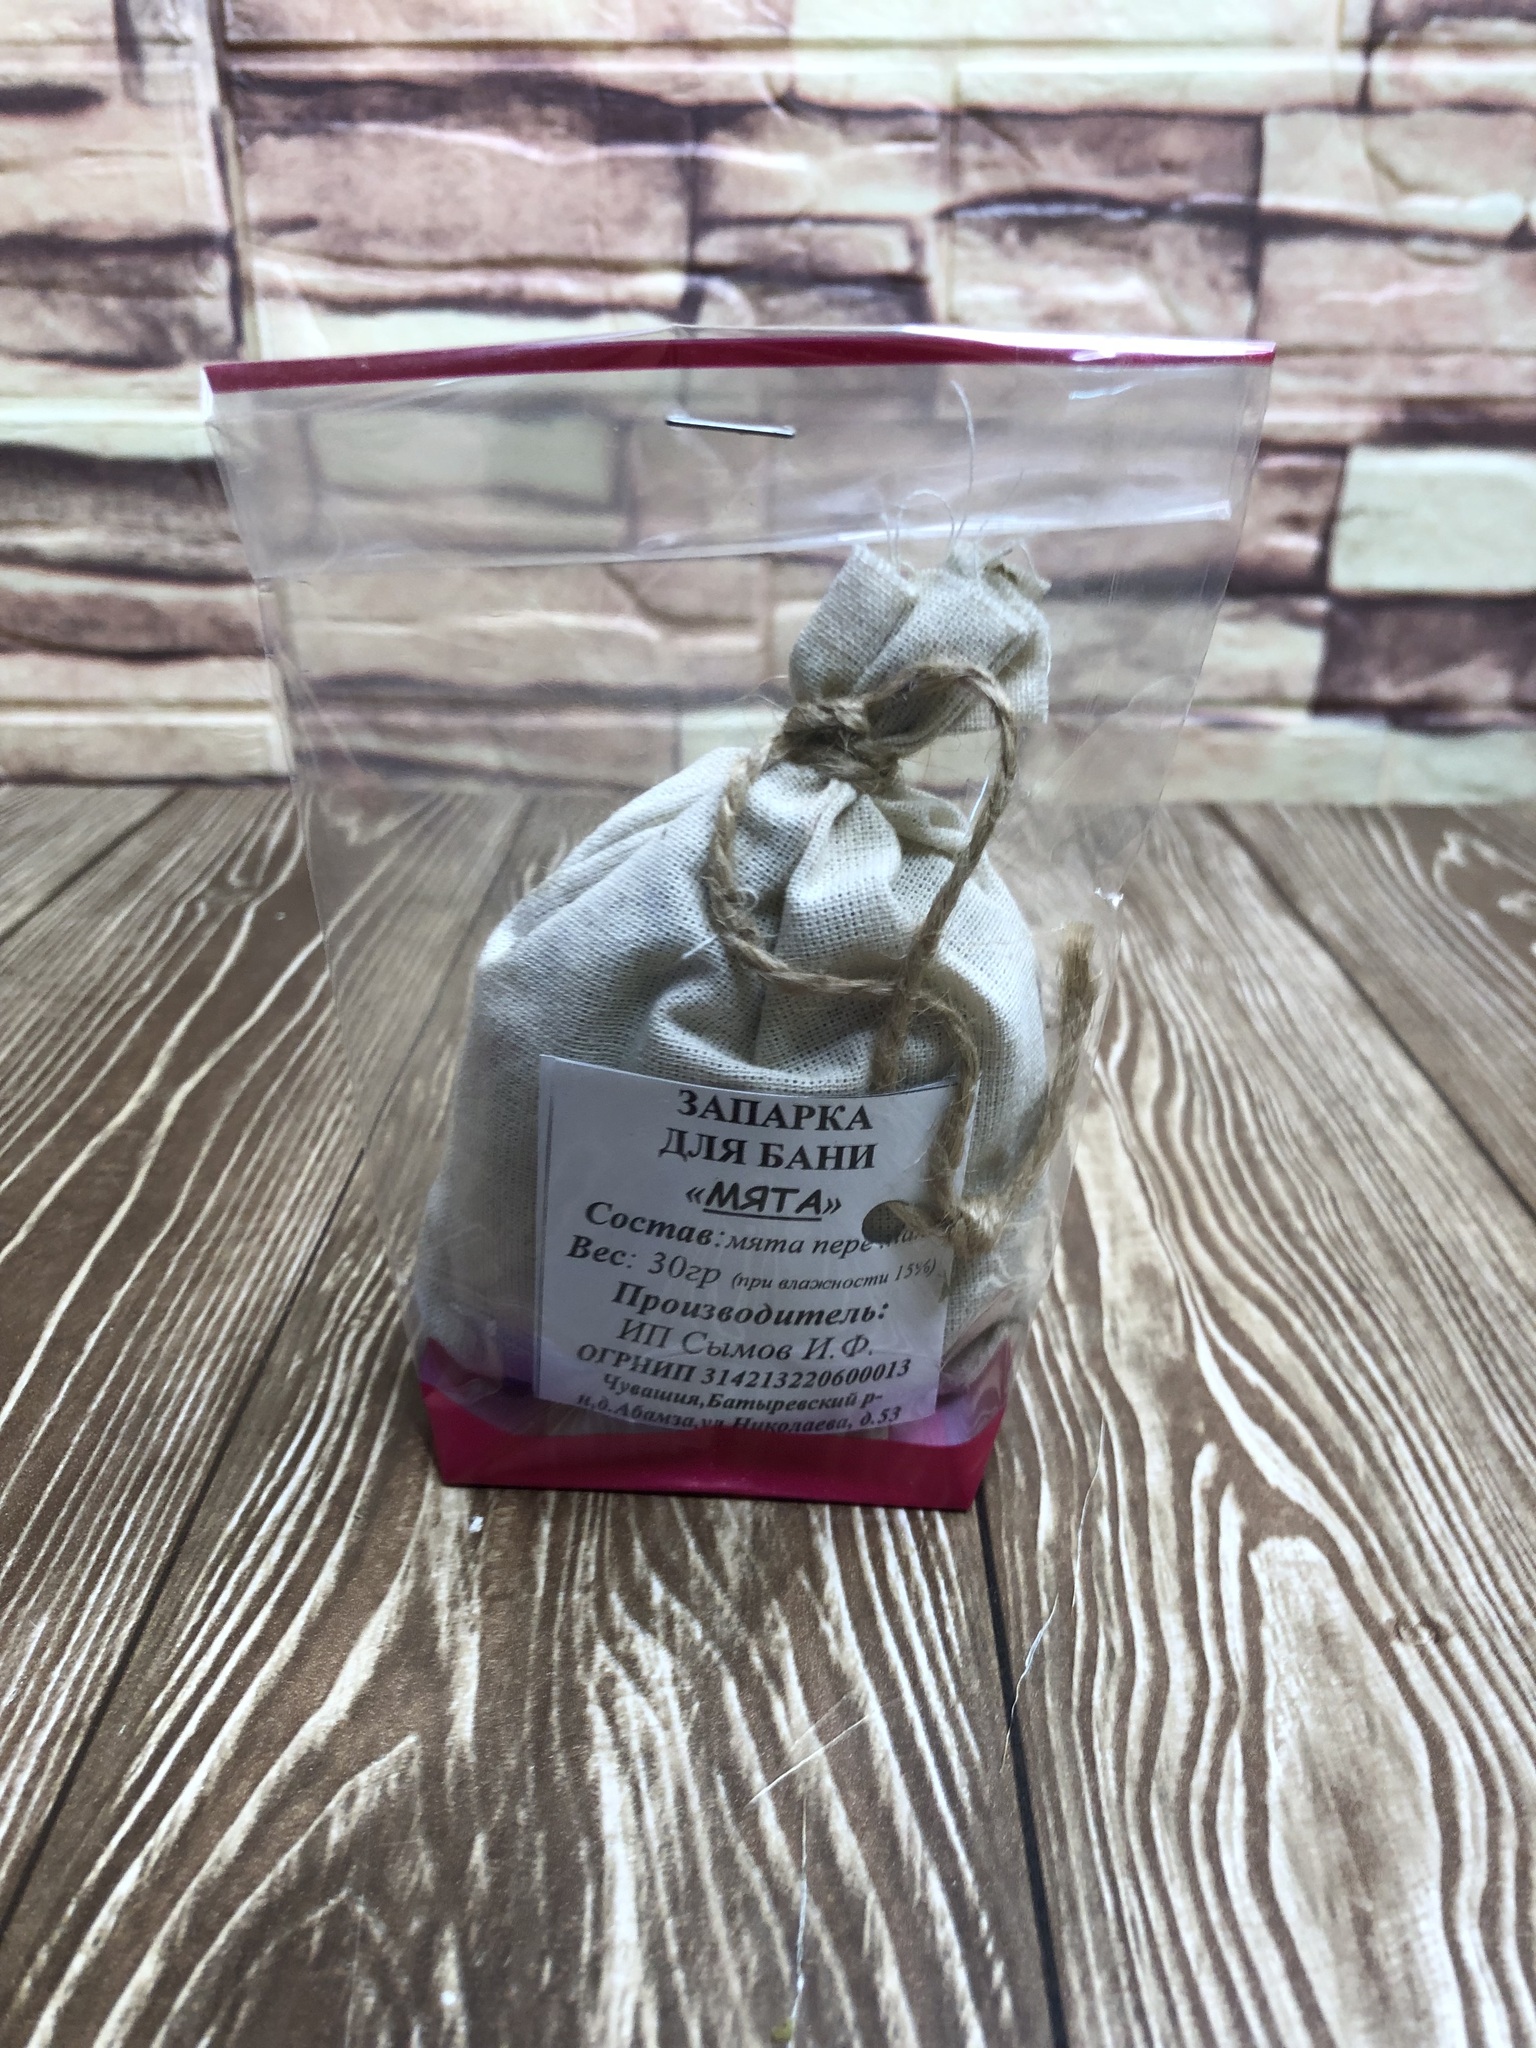 ЗАПАРКА
ДЛЯ БАНИ
«МЯТА»
Состав: мята
Вес: 30гр (при влажности 15%)
Производитель:
ИП Сымов И.Ф.
ОГРНИП 314213220600013
Чувашия,Батыревский р-
н,д.Абамза,ул.Николаева, д.53